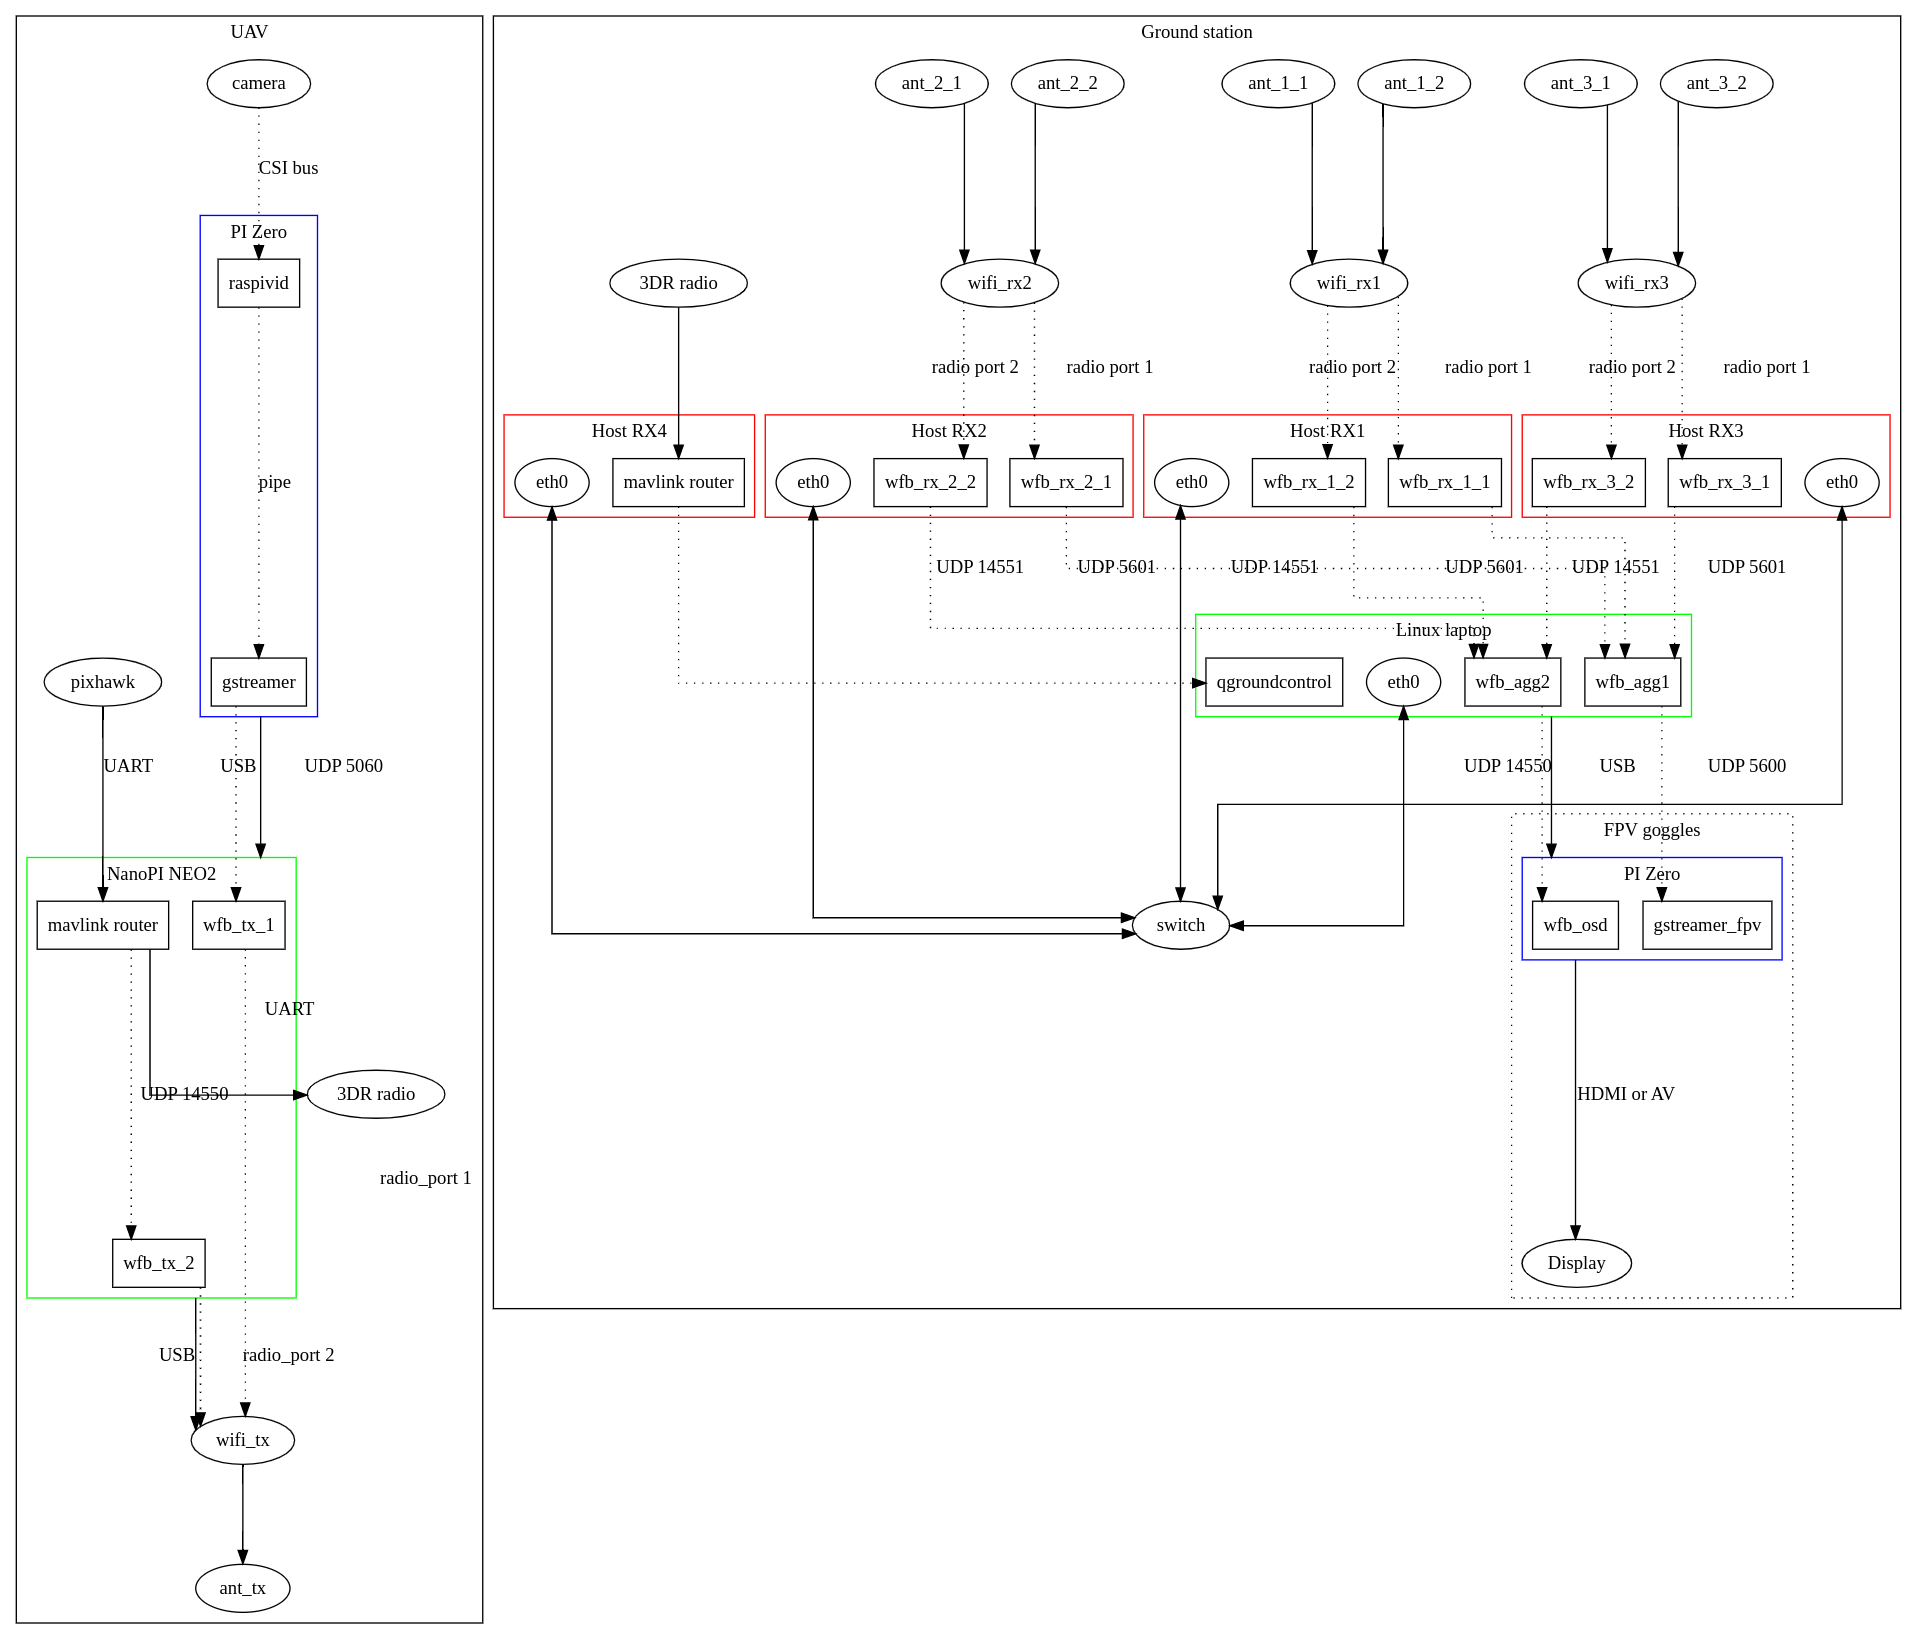 UAV
camera
CSI bus
PI Zero
raspivid
pipe
pixhawk
gstreamer
UART
USB
UDP 5060
NanoPI NEO2
mavlink router
wfb_tx_1
UART
UDP 14550
3DR radio
radio_port 1
wfb_tx_2
USB
radio_port 2
wifi_tx
ant_tx
Ground station
ant_2_1
ant_2_2
ant_1_1
ant_1_2
ant_3_1
ant_3_2
3DR radio
wifi_rx2
wifi_rx1
wifi_rx3
radio port 2
radio port 1
radio port 2
radio port 1
radio port 2
radio port 1
Host RX4
Host RX2
Host RX1
Host RX3
eth0
mavlink router
eth0
wfb_rx_2_2
wfb_rx_2_1
eth0
wfb_rx_1_2
wfb_rx_1_1
wfb_rx_3_2
wfb_rx_3_1
eth0
UDP 14551
UDP 5601
UDP 14551
UDP 5601
UDP 14551
UDP 5601
Linux laptop
qgroundcontrol
eth0
wfb_agg2
wfb_agg1
UDP 14550
USB
UDP 5600
FPV goggles
PI Zero
switch
wfb_osd
gstreamer_fpv
HDMI or AV
Display